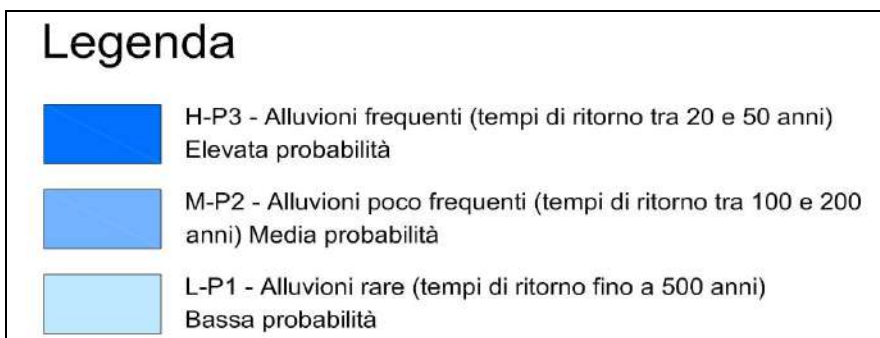 Legenda
H-P3 - Alluvioni frequenti (tempi di ritorno tra 20 e 50 anni)
Elevata probabilità
M-P2 - Alluvioni poco frequenti (tempi di ritorno tra 100 e 200
anni) Media probabilità
L-P1 - Alluvioni rare (tempi di ritorno fino a 500 anni)
Bassa probabilità